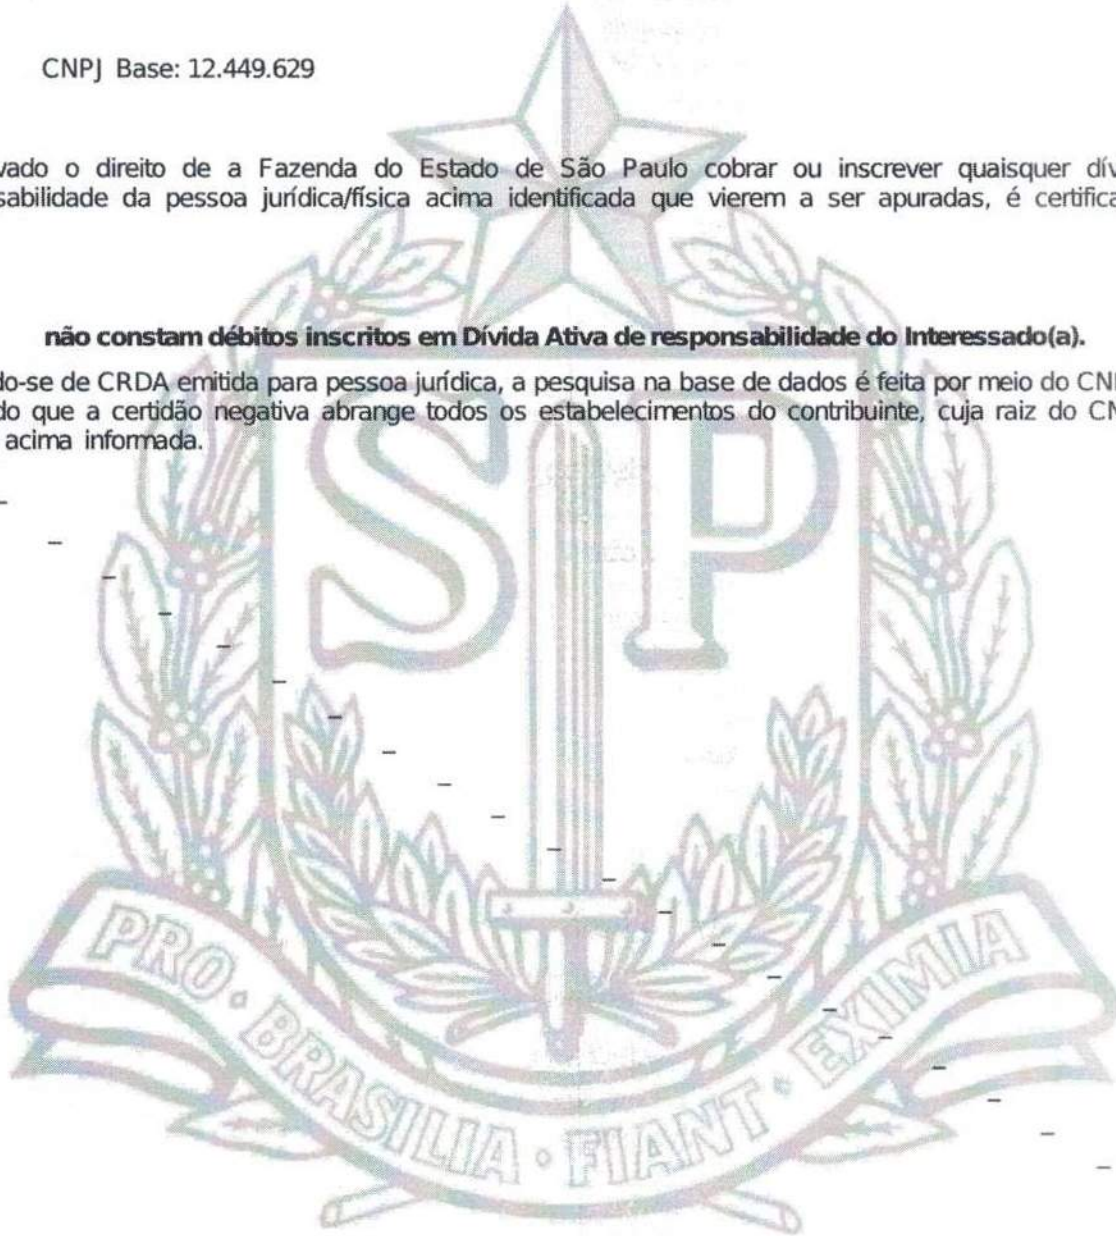 CNPJ Base: 12.449.629
vado o direito de a Fazenda do Estado de São Paulo cobrar ou inscrever quaisquer dív
sabilidade da pessoa jurídica/física acima identificada que vierem a ser apuradas, é certifica
não constam débitos inscritos em Dívida Ativa de responsabilidade do Interessado(a).
do-se de CRDA emitida para pessoa jurídica, a pesquisa na base de dados é feita por meio do CNP
do que a certidão negativa abrange todos os estabelecimentos do contribuinte, cuja raiz do CN
acima informada.
SP
PRO • BRASILIA • FIANT • EXIMIA